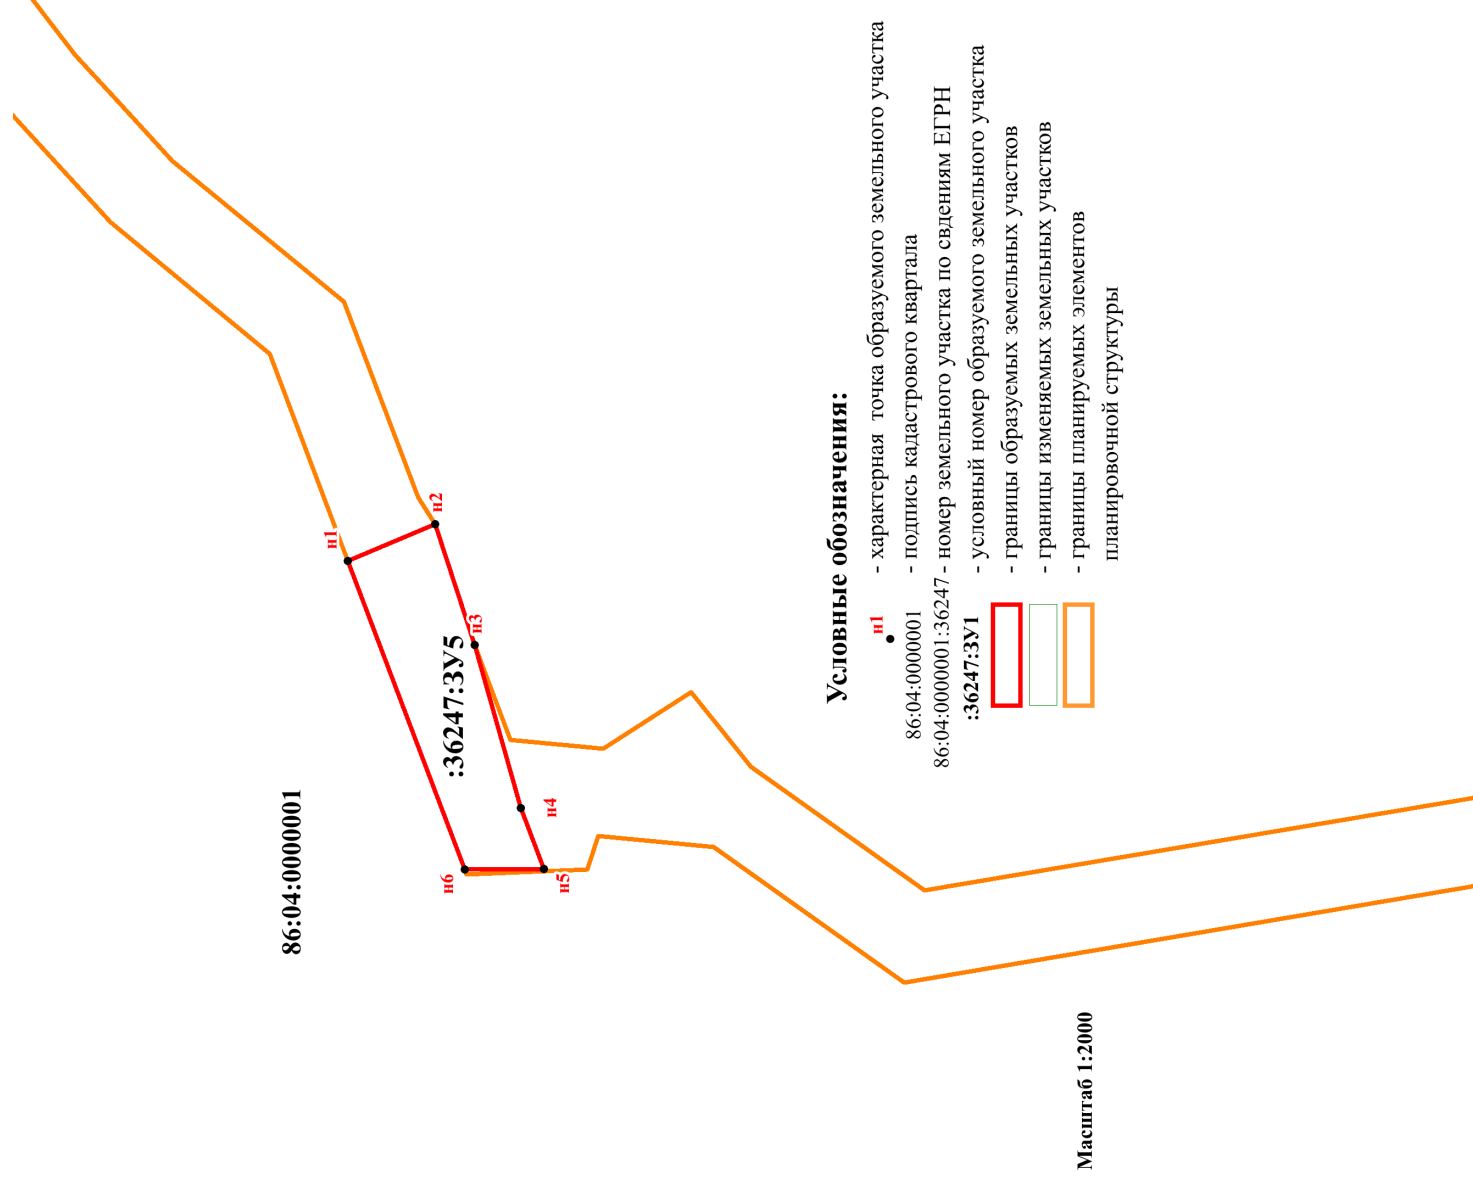 86:04:0000001
н6
н1
:36247:ЗУ5
н5
н4
н3
н2
Условные обозначения:
н1 - характерная точка образуемого земельного участка
86:04:0000001 - подпись кадастрового квартала
86:04:0000001:36247 - номер земельного участка по свдениям ЕГРН
:36247:ЗУ1 - условный номер образуемого земельного участка
- границы образуемых земельных участков
- границы изменяемых земельных участков
- границы планируемых элементов
планировочной структуры
Масштаб 1:2000